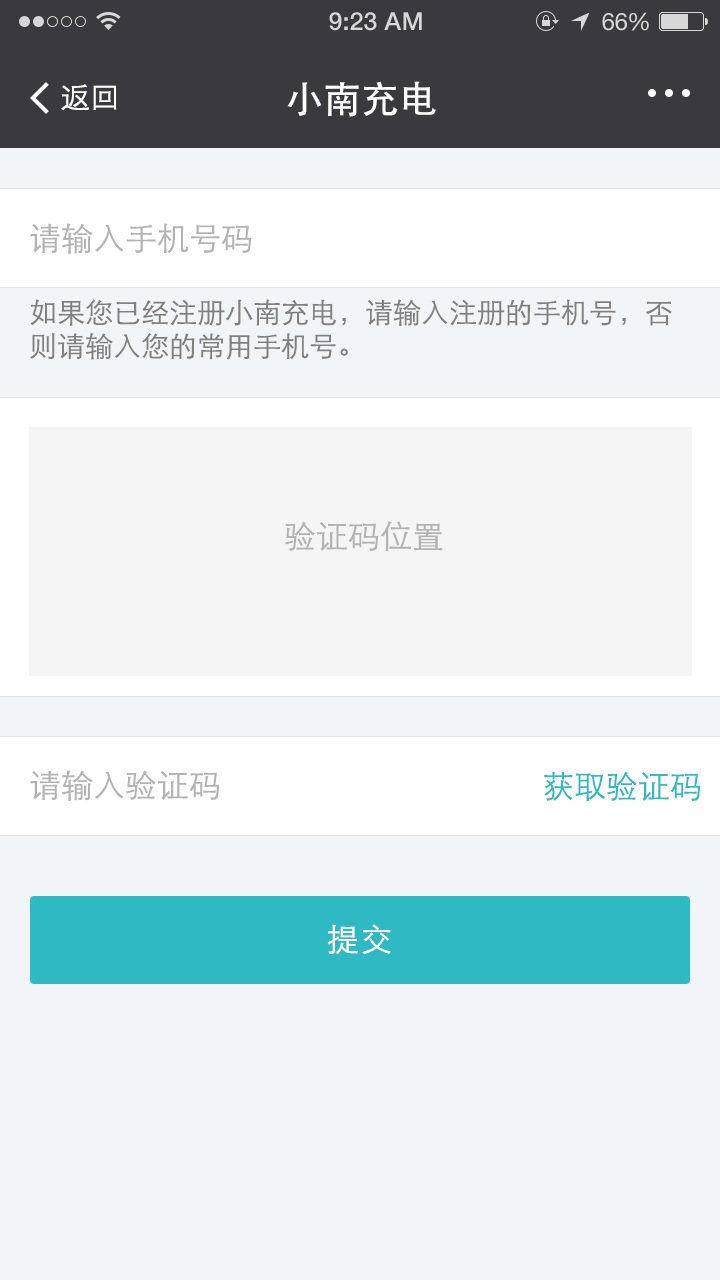 9:23 AM 66%
返回 小南充电
请输入手机号码
如果您已经注册小南充电，请输入注册的手机号，否
则请输入您的常用手机号。
验证码位置
请输入验证码 获取验证码
提交